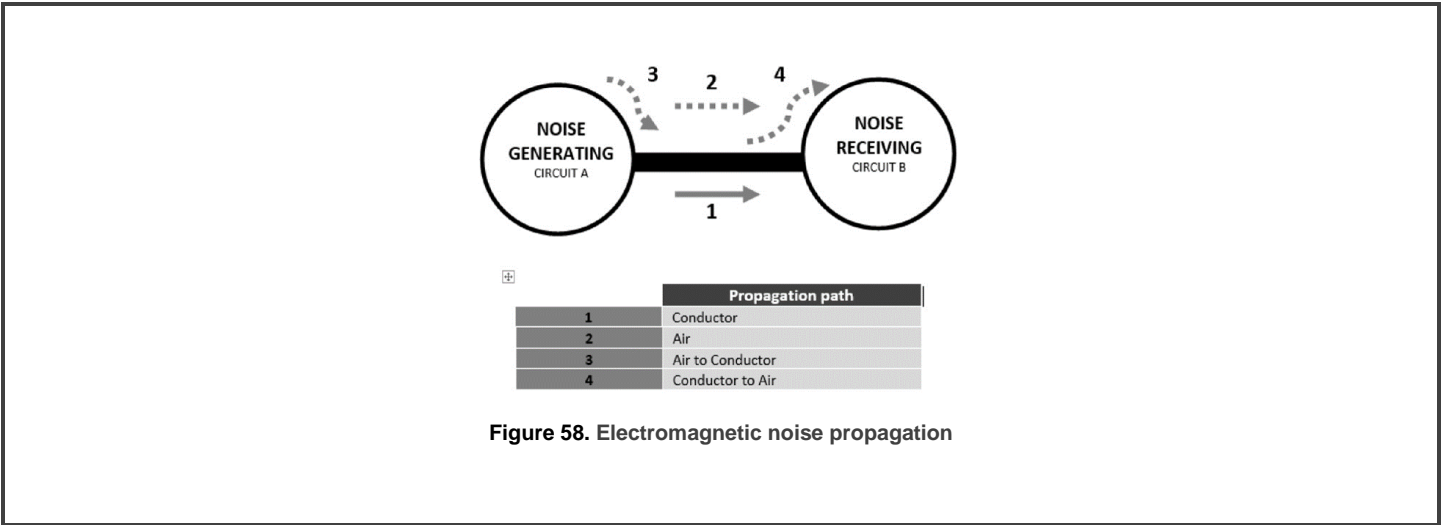 3
2
4
NOISE
GENERATING
CIRCUIT A
NOISE
RECEIVING
CIRCUIT B
1
Propagation path
1 Conductor
2 Air
3 Air to Conductor
4 Conductor to Air
Figure 58. Electromagnetic noise propagation